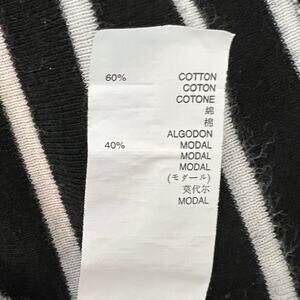 60% COTTON
COTON
COTONE
綿
棉
ALGODON
40% MODAL
MODAL
MODAL
(モダール)
莫代尔
MODAL